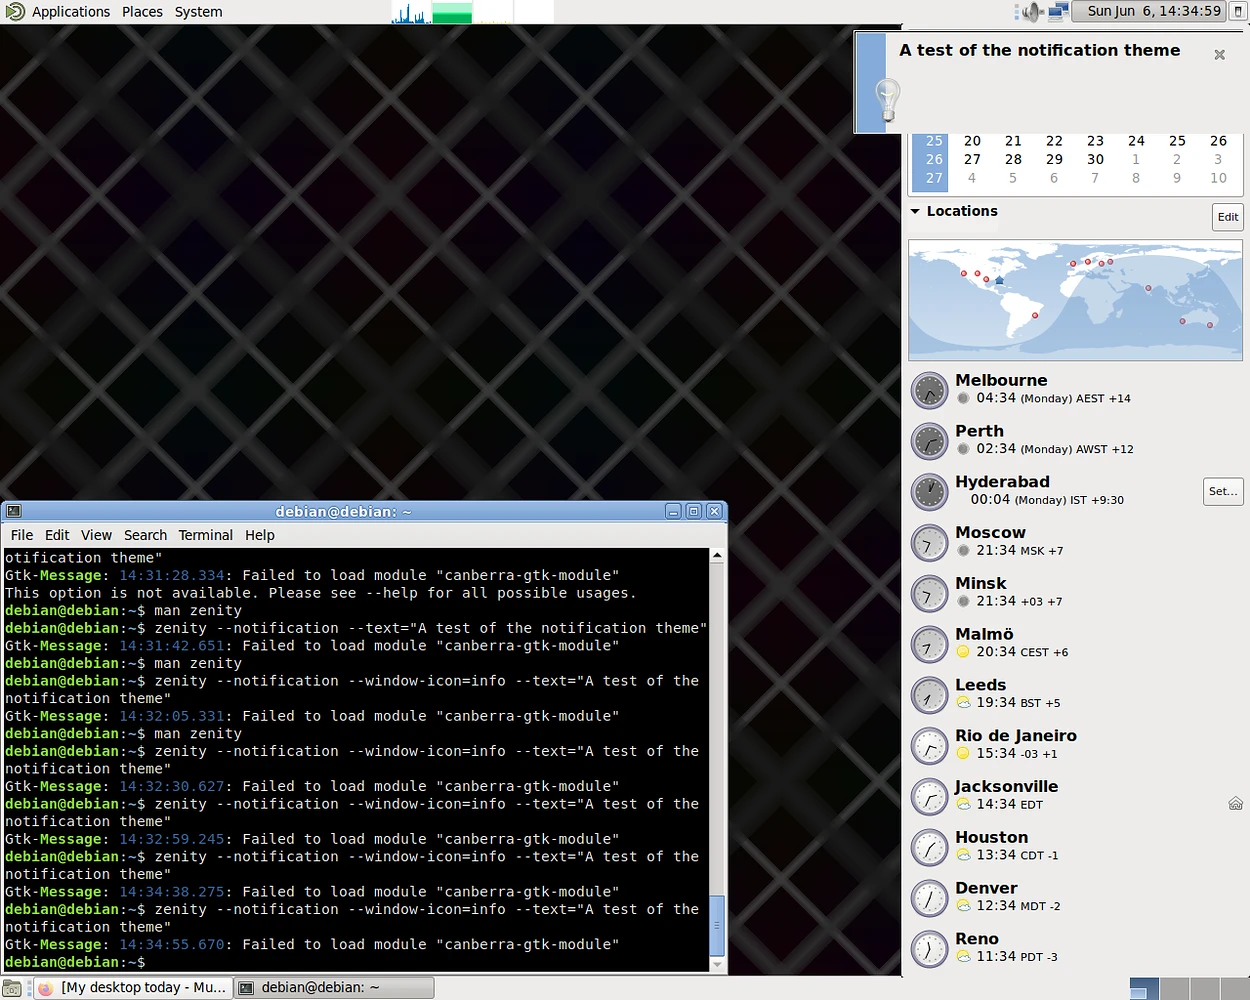 Applications Places System
Sun Jun 6, 14:34:59
A test of the notification theme
25 20 21 22 23 24 25 26
26 27 28 29 30 1 2 3
27 4 5 6 7 8 9 10
Locations
Edit
Melbourne
04:34 (Monday) AEST +14
Perth
02:34 (Monday) AWST +12
Hyderabad
00:04 (Monday) IST +9:30
Set...
Moscow
21:34 MSK +7
Minsk
21:34 +03 +7
Malmö
20:34 CEST +6
Leeds
19:34 BST +5
Rio de Janeiro
15:34 -03 +1
Jacksonville
14:34 EDT
Houston
13:34 CDT -1
Denver
12:34 MDT -2
Reno
11:34 PDT -3
debian@debian: ~
File Edit View Search Terminal Help
otification theme"
Gtk-Message: 14:31:28.334: Failed to load module "canberra-gtk-module"
This option is not available. Please see --help for all possible usages.
debian@debian:~$ man zenity
debian@debian:~$ zenity --notification --text="A test of the notification theme"
Gtk-Message: 14:31:42.651: Failed to load module "canberra-gtk-module"
debian@debian:~$ man zenity
debian@debian:~$ zenity --notification --window-icon=info --text="A test of the
notification theme"
Gtk-Message: 14:32:05.331: Failed to load module "canberra-gtk-module"
debian@debian:~$ man zenity
debian@debian:~$ zenity --notification --window-icon=info --text="A test of the
notification theme"
Gtk-Message: 14:32:30.627: Failed to load module "canberra-gtk-module"
debian@debian:~$ zenity --notification --window-icon=info --text="A test of the
notification theme"
Gtk-Message: 14:32:59.245: Failed to load module "canberra-gtk-module"
debian@debian:~$ zenity --notification --window-icon=info --text="A test of the
notification theme"
Gtk-Message: 14:34:38.275: Failed to load module "canberra-gtk-module"
debian@debian:~$ zenity --notification --window-icon=info --text="A test of the
notification theme"
Gtk-Message: 14:34:55.670: Failed to load module "canberra-gtk-module"
debian@debian:~$
[My desktop today - Mu...
debian@debian: ~